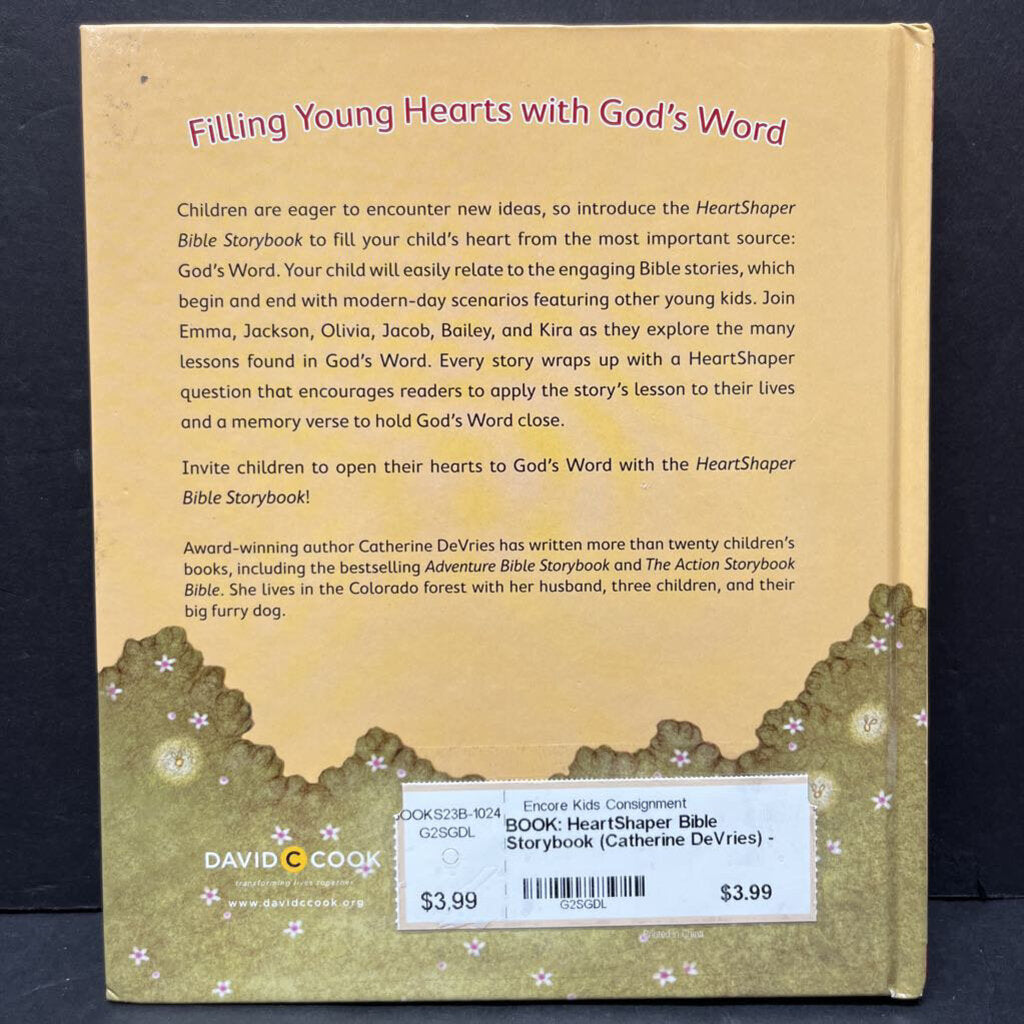 Filling Young Hearts with God's Word
Children are eager to encounter new ideas, so introduce the HeartShaper
Bible Storybook to fill your child's heart from the most important source:
God's Word. Your child will easily relate to the engaging Bible stories, which
begin and end with modern-day scenarios featuring other young kids. Join
Emma, Jackson, Olivia, Jacob, Bailey, and Kira as they explore the many
lessons found in God's Word. Every story wraps up with a HeartShaper
question that encourages readers to apply the story's lesson to their lives
and a memory verse to hold God's Word close.
Invite children to open their hearts to God's Word with the HeartShaper
Bible Storybook!
Award-winning author Catherine DeVries has written more than twenty children's
books, including the bestselling Adventure Bible Storybook and The Action Storybook
Bible. She lives in the Colorado forest with her husband, three children, and their
big furry dog.
DAVID C COOK
transforming lives together
www.davidccook.org
OOKS23B-1024
G2SGDL
$3.99
Encore Kids Consignment
BOOK: HeartShaper Bible
Storybook (Catherine DeVries) -
G2SGDL
$3.99
Printed in China